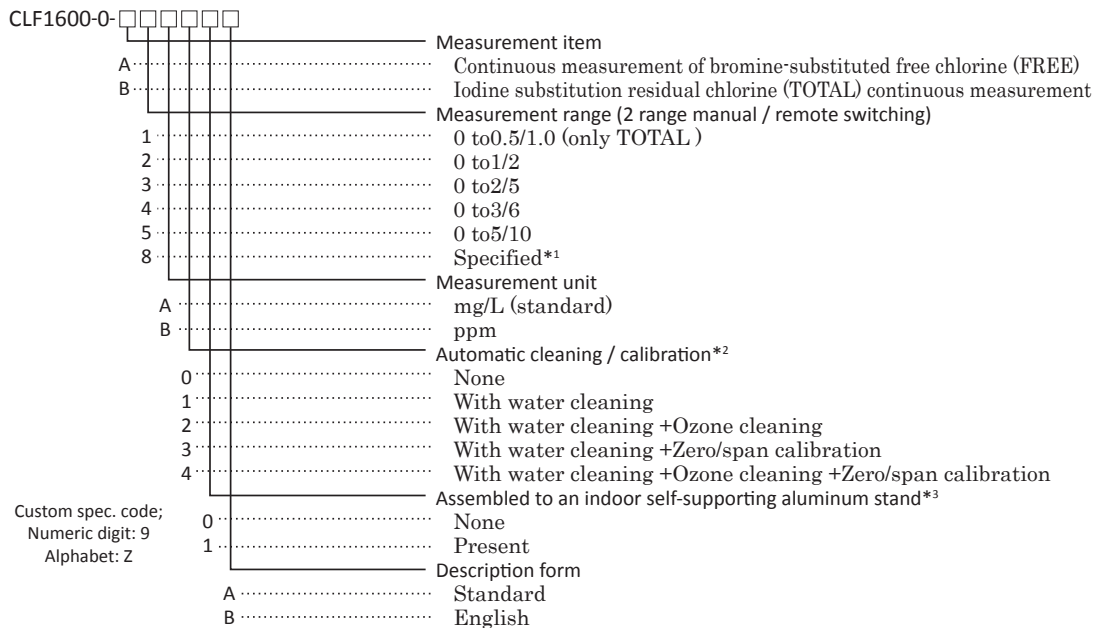 CLF1600-0-□□□□□□
Measurement item
A Continuous measurement of bromine-substituted free chlorine (FREE)
B Iodine substitution residual chlorine (TOTAL) continuous measurement
Measurement range (2 range manual / remote switching)
1 0 to0.5/1.0 (only TOTAL )
2 0 to1/2
3 0 to2/5
4 0 to3/6
5 0 to5/10
8 Specified*1
Measurement unit
A mg/L (standard)
B ppm
Automatic cleaning / calibration*2
0 None
1 With water cleaning
2 With water cleaning +Ozone cleaning
3 With water cleaning +Zero/span calibration
4 With water cleaning +Ozone cleaning +Zero/span calibration
Assembled to an indoor self-supporting aluminum stand*3
0 None
1 Present
Description form
A Standard
B English
Custom spec. code;
Numeric digit: 9
Alphabet: Z